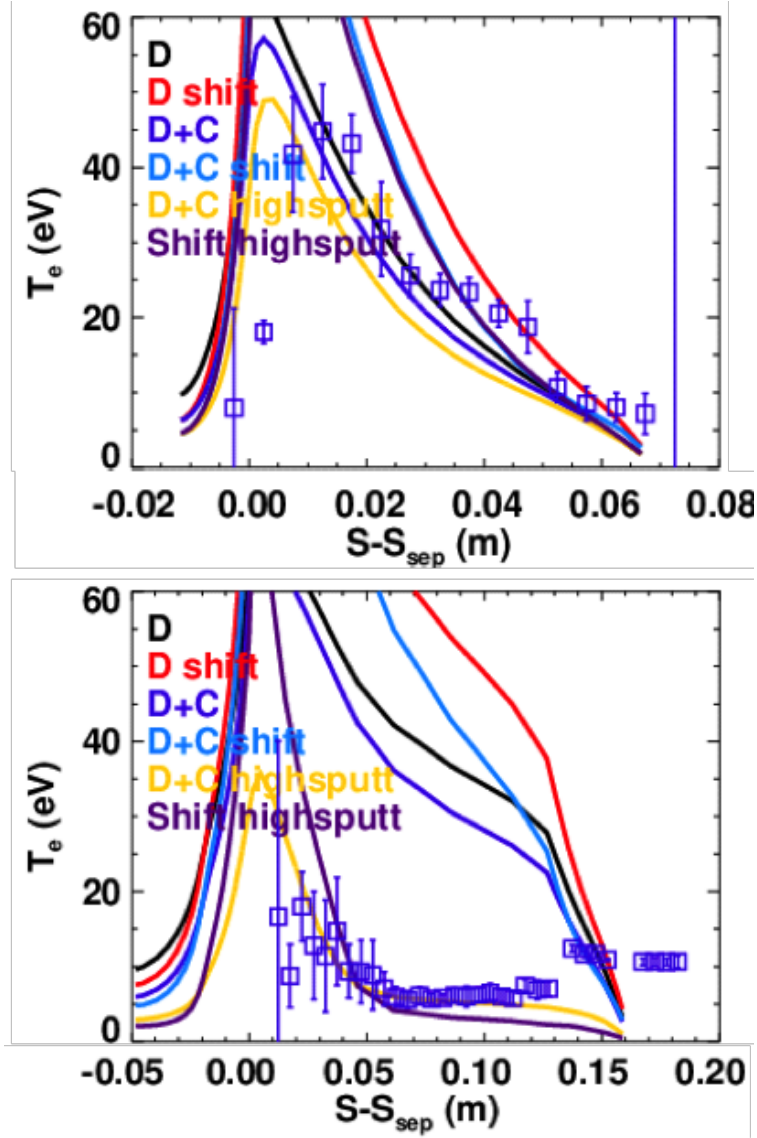 60
D
D shift
D+C
40
D+C shift
D+C highsputt
Shift highsputt
Te (eV)
20
0
-0.02 0.00 0.02 0.04 0.06 0.08
S-Ssep (m)
60
D
D shift
D+C
40
D+C shift
D+C highsputt
Shift highsputt
Te (eV)
20
0
-0.05 0.00 0.05 0.10 0.15 0.20
S-Ssep (m)